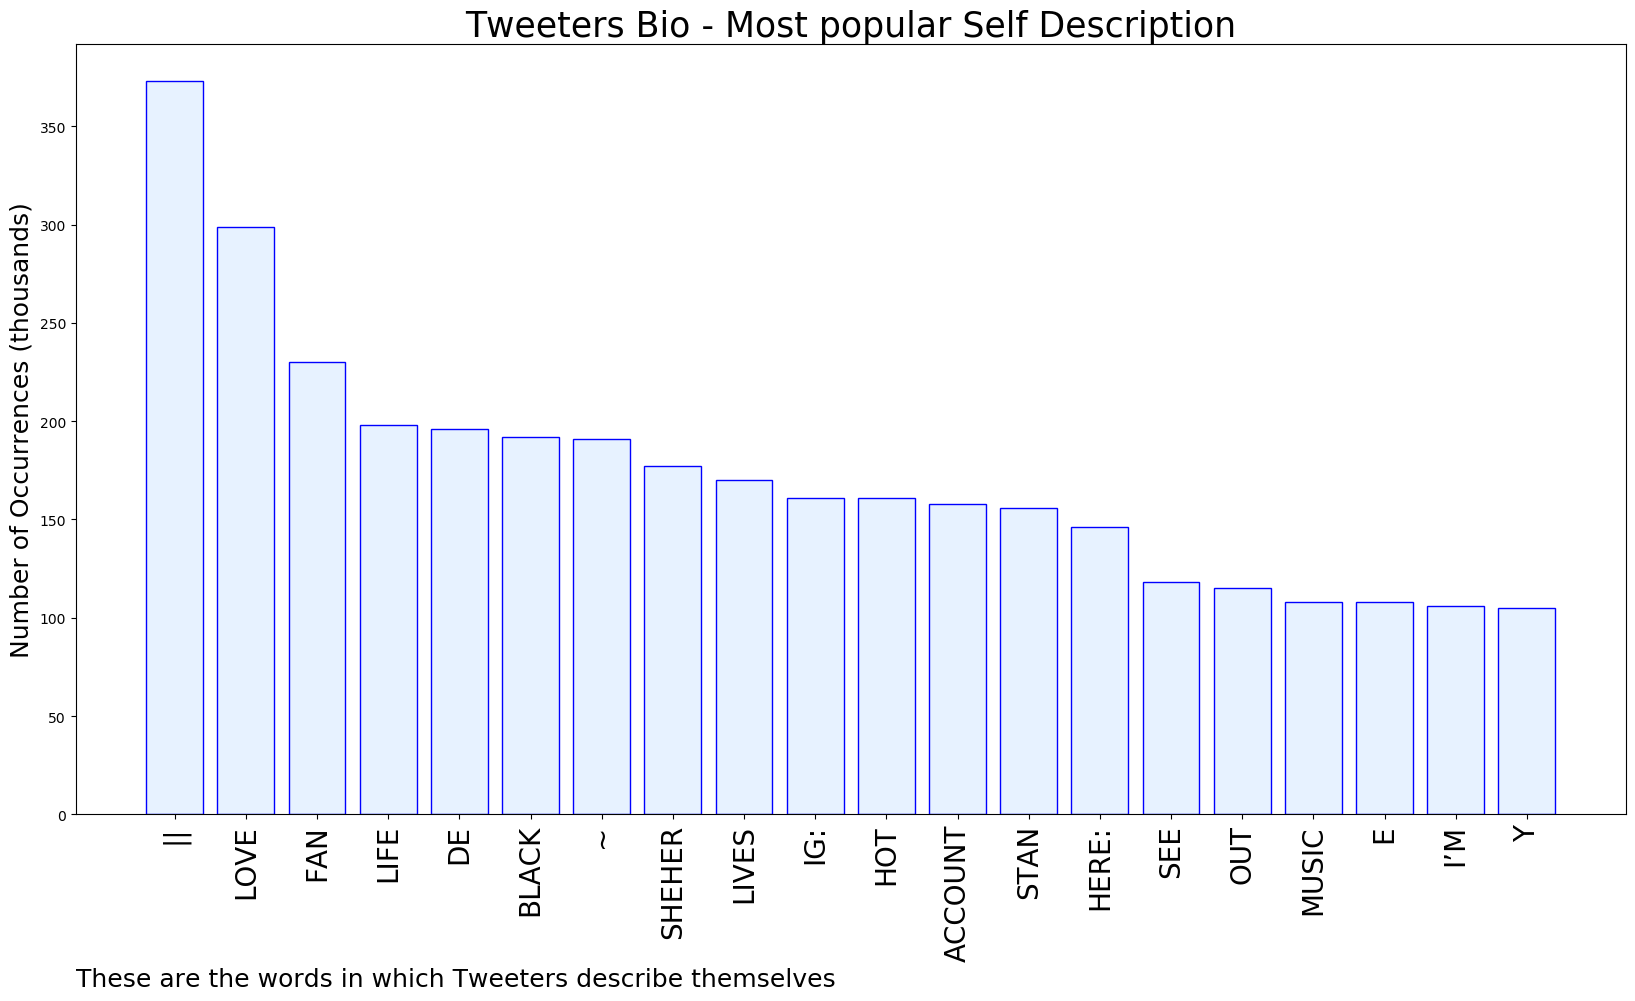 Tweeters Bio - Most popular Self Description
Number of Occurrences (thousands)
350
300
250
200
150
100
50
0
||
LOVE
FAN
LIFE
DE
BLACK
~
SHEHER
LIVES
IG:
HOT
ACCOUNT
STAN
HERE:
SEE
OUT
MUSIC
E
I’M
Y
These are the words in which Tweeters describe themselves